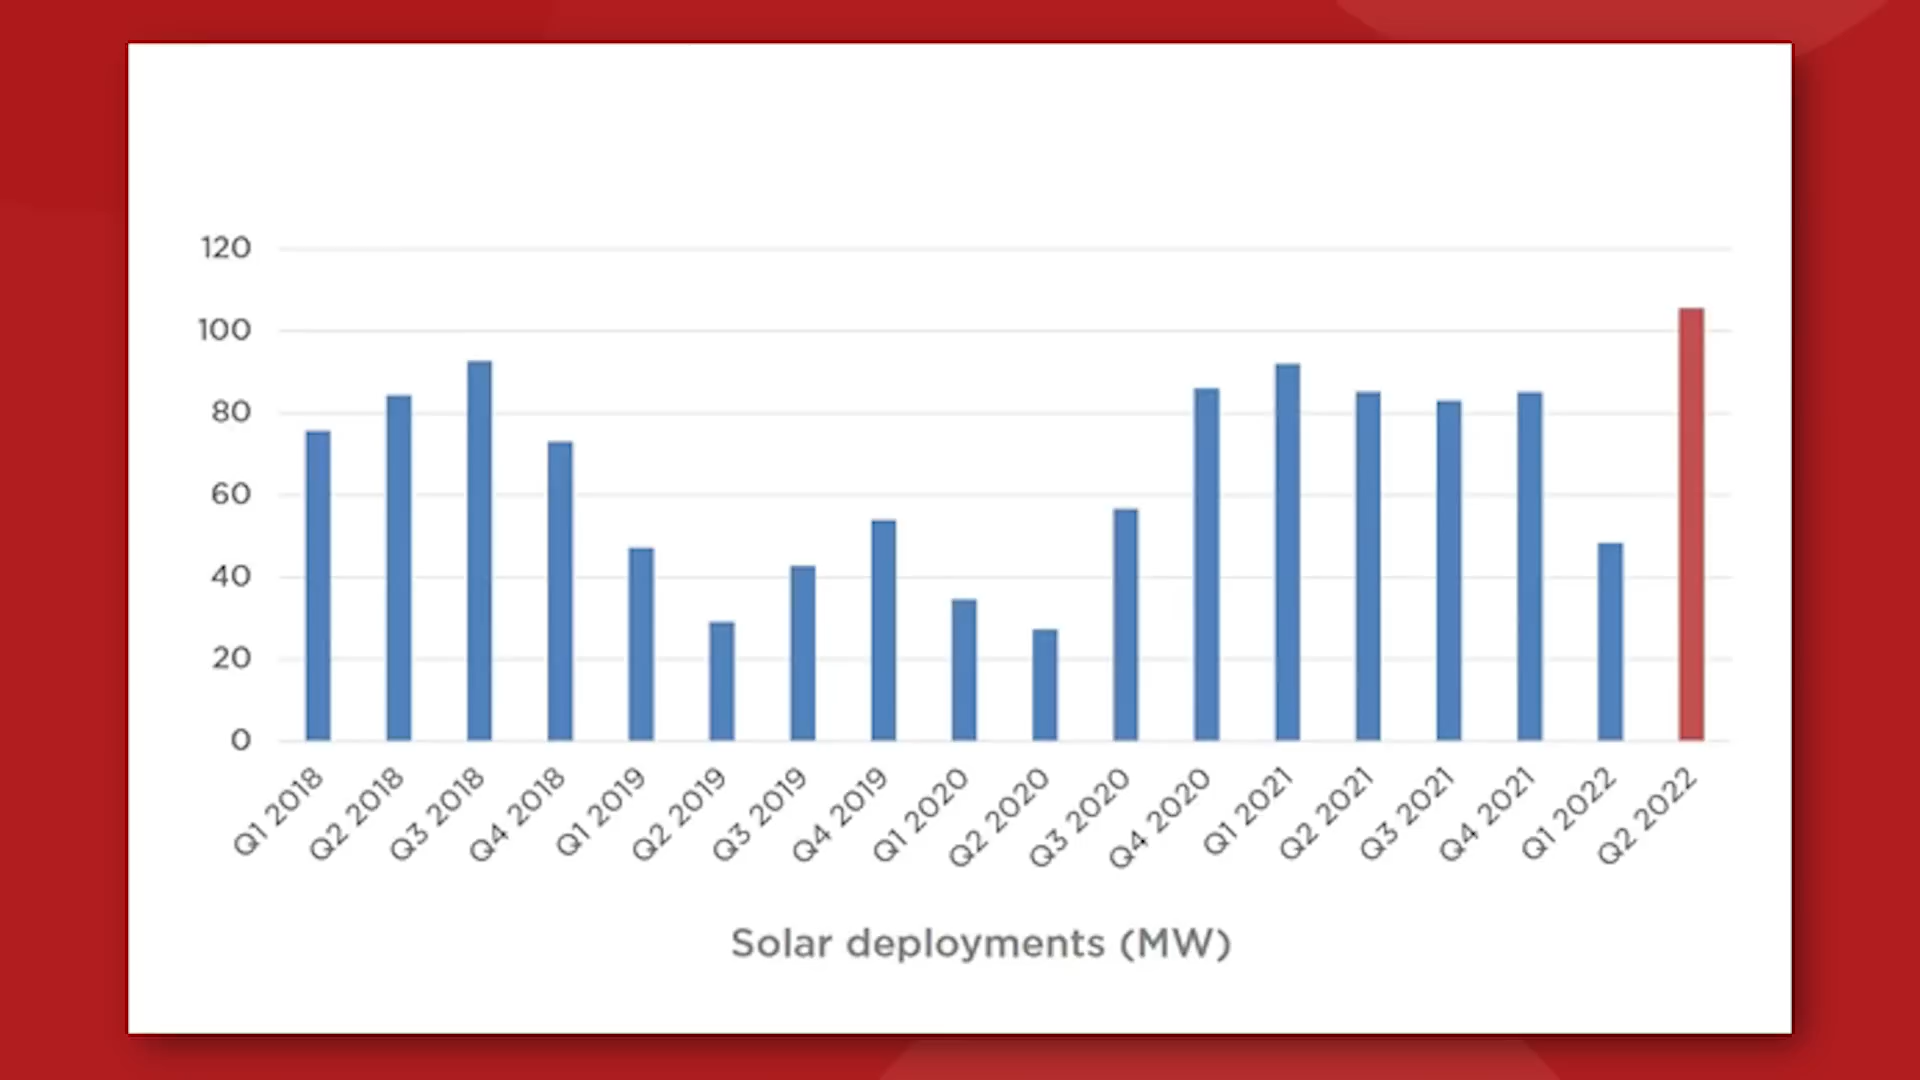 120
100
80
60
40
20
0
Q1 2018
Q2 2018
Q3 2018
Q4 2018
Q1 2019
Q2 2019
Q3 2019
Q4 2019
Q1 2020
Q2 2020
Q3 2020
Q4 2020
Q1 2021
Q2 2021
Q3 2021
Q4 2021
Q1 2022
Q2 2022
Solar deployments (MW)